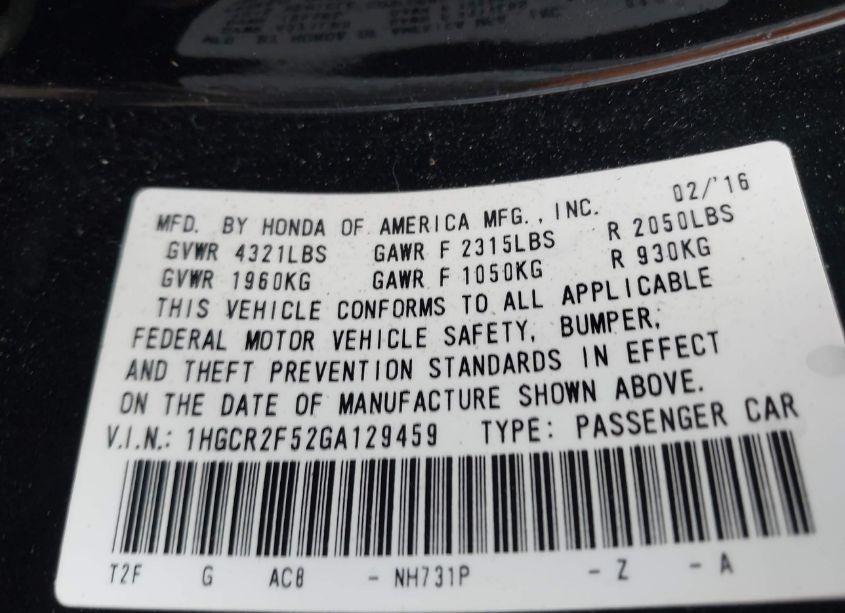 MFD. BY HONDA OF AMERICA MFG., INC. 02/'16
GVWR 4321LBS GAWR F 2315LBS R 2050LBS
GVWR 1960KG GAWR F 1050KG R 930KG
THIS VEHICLE CONFORMS TO ALL APPLICABLE
FEDERAL MOTOR VEHICLE SAFETY, BUMPER,
AND THEFT PREVENTION STANDARDS IN EFFECT
ON THE DATE OF MANUFACTURE SHOWN ABOVE.
V.I.N.: 1HGCR2F52GA129459 TYPE: PASSENGER CAR
T2F G AC8 - NH731P - Z - A